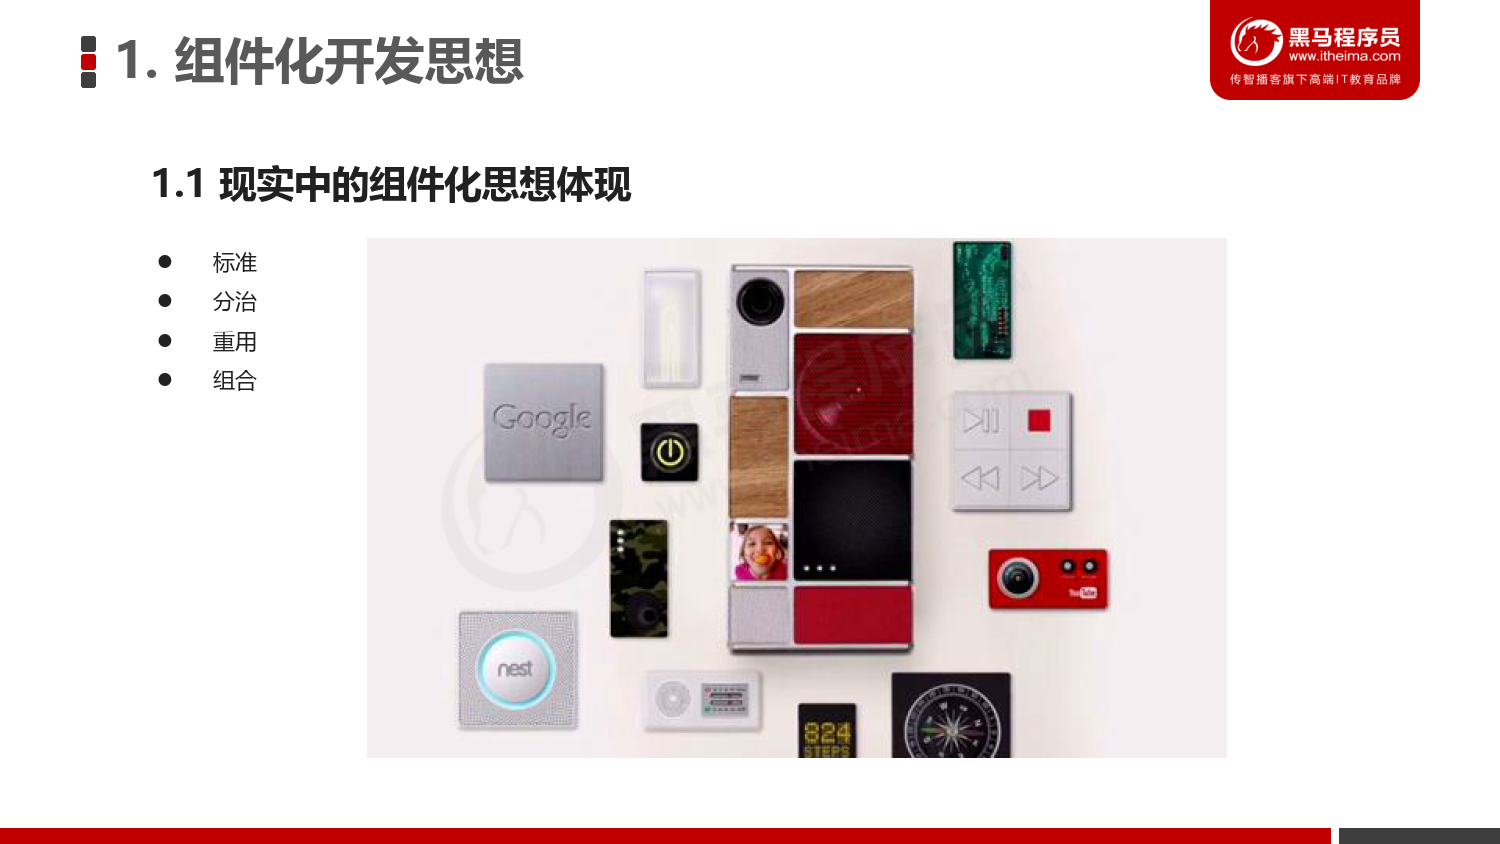 1. 组件化开发思想
黑马程序员
www.itheima.com
传智播客旗下高端IT教育品牌
1.1 现实中的组件化思想体现
● 标准
● 分治
● 重用
● 组合
Google
nest
YouTube
824
STEPS